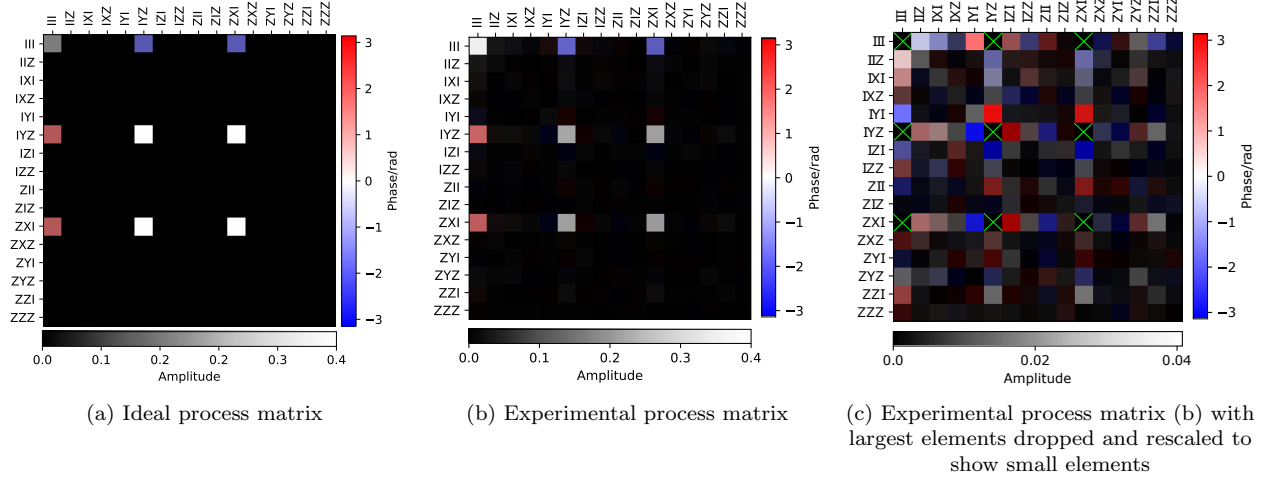 III IIZ IXI IXZ IYI IYZ IZI IZZ ZII ZIZ ZXI ZXZ ZYI ZYZ ZZI ZZZ
III
IIZ
IXI
IXZ
IYI
IYZ
IZI
IZZ
ZII
ZIZ
ZXI
ZXZ
ZYI
ZYZ
ZZI
ZZZ
3
2
1
0
−1
−2
−3
Phase/rad
0.0 0.1 0.2 0.2 0.3 0.4
Amplitude
(a) Ideal process matrix
III IIZ IXI IXZ IYI IYZ IZI IZZ ZII ZIZ ZXI ZXZ ZYI ZYZ ZZI ZZZ
III
IIZ
IXI
IXZ
IYI
IYZ
IZI
IZZ
ZII
ZIZ
ZXI
ZXZ
ZYI
ZYZ
ZZI
ZZZ
3
2
1
0
−1
−2
−3
Phase/rad
0.0 0.1 0.2 0.3 0.4
Amplitude
(b) Experimental process matrix
III IIZ IXI IXZ IYI IYZ IZI IZZ ZII ZIZ ZXI ZXZ ZYI ZYZ ZZI ZZZ
III
IIZ
IXI
IXZ
IYI
IYZ
IZI
IZZ
ZII
ZIZ
ZXI
ZXZ
ZYI
ZYZ
ZZI
ZZZ
3
2
1
0
−1
−2
−3
Phase/rad
0.0 0.02 0.04
Amplitude
(c) Experimental process matrix (b) with
largest elements dropped and rescaled to
show small elements